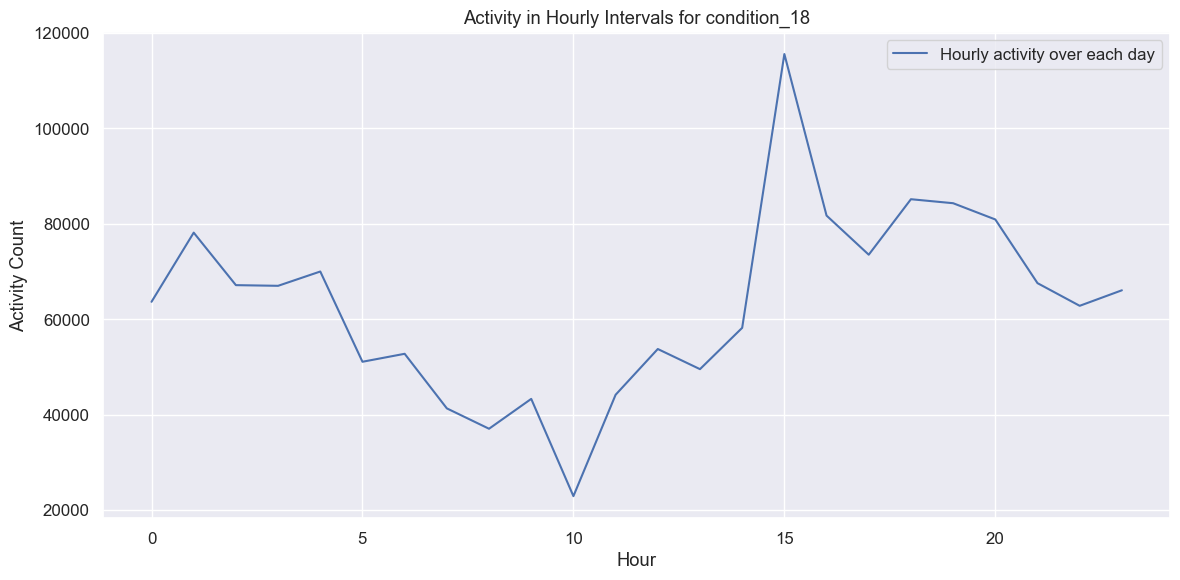 Activity in Hourly Intervals for condition_18
Hourly activity over each day
Activity Count
120000
100000
80000
60000
40000
20000
0
5
10
15
20
Hour